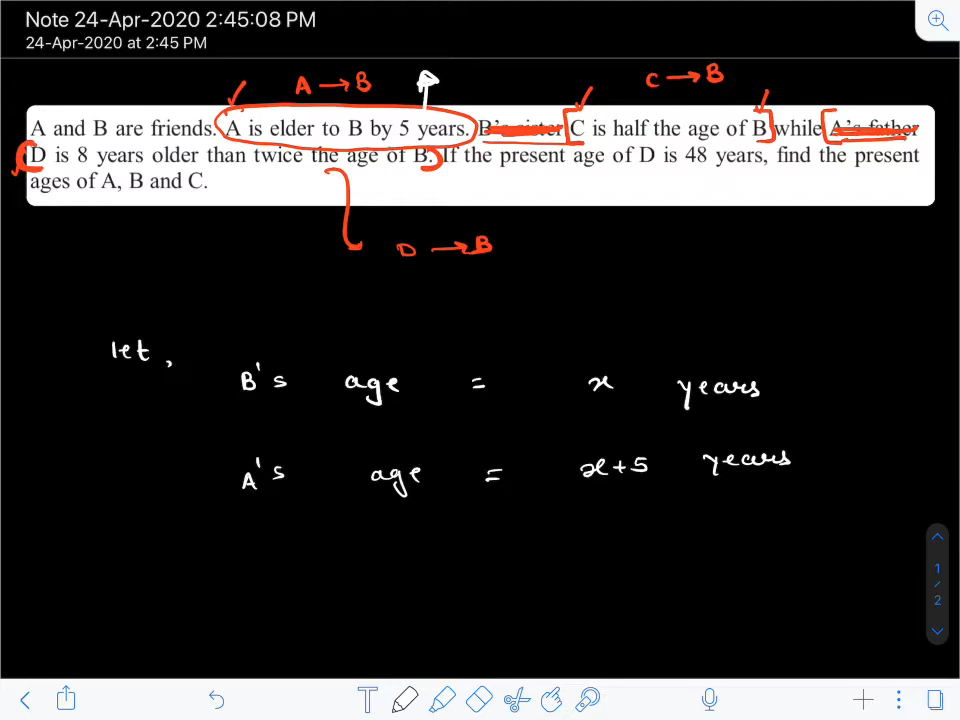 Note 24-Apr-2020 2:45:08 PM
24-Apr-2020 at 2:45 PM
A → B
C → B
A and B are friends. A is elder to B by 5 years. B's sister C is half the age of B while A's father
D is 8 years older than twice the age of B. If the present age of D is 48 years, find the present
ages of A, B and C.
D → B
let,
B's age = x years
A's age = x+5 years
1
/
2
T